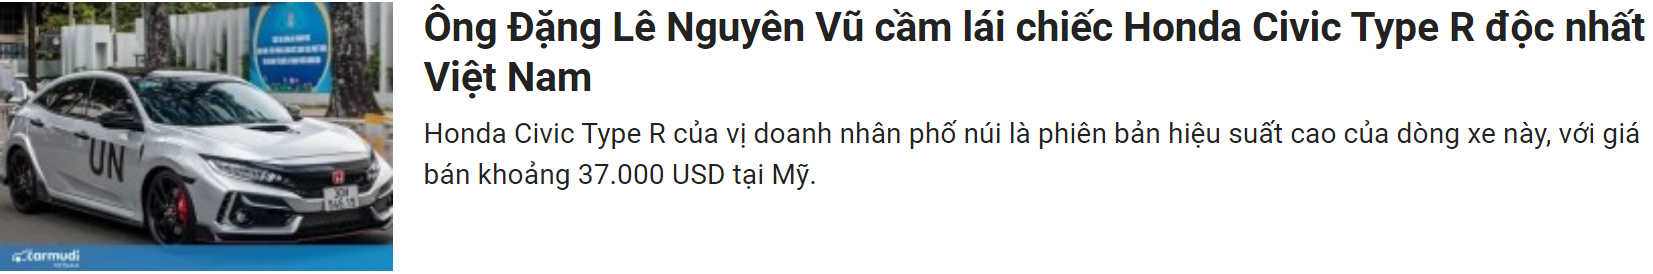 Ông Đặng Lê Nguyên Vũ cầm lái chiếc Honda Civic Type R độc nhất
Việt Nam
Honda Civic Type R của vị doanh nhân phố núi là phiên bản hiệu suất cao của dòng xe này, với giá
bán khoảng 37.000 USD tại Mỹ.
UN
carmudi